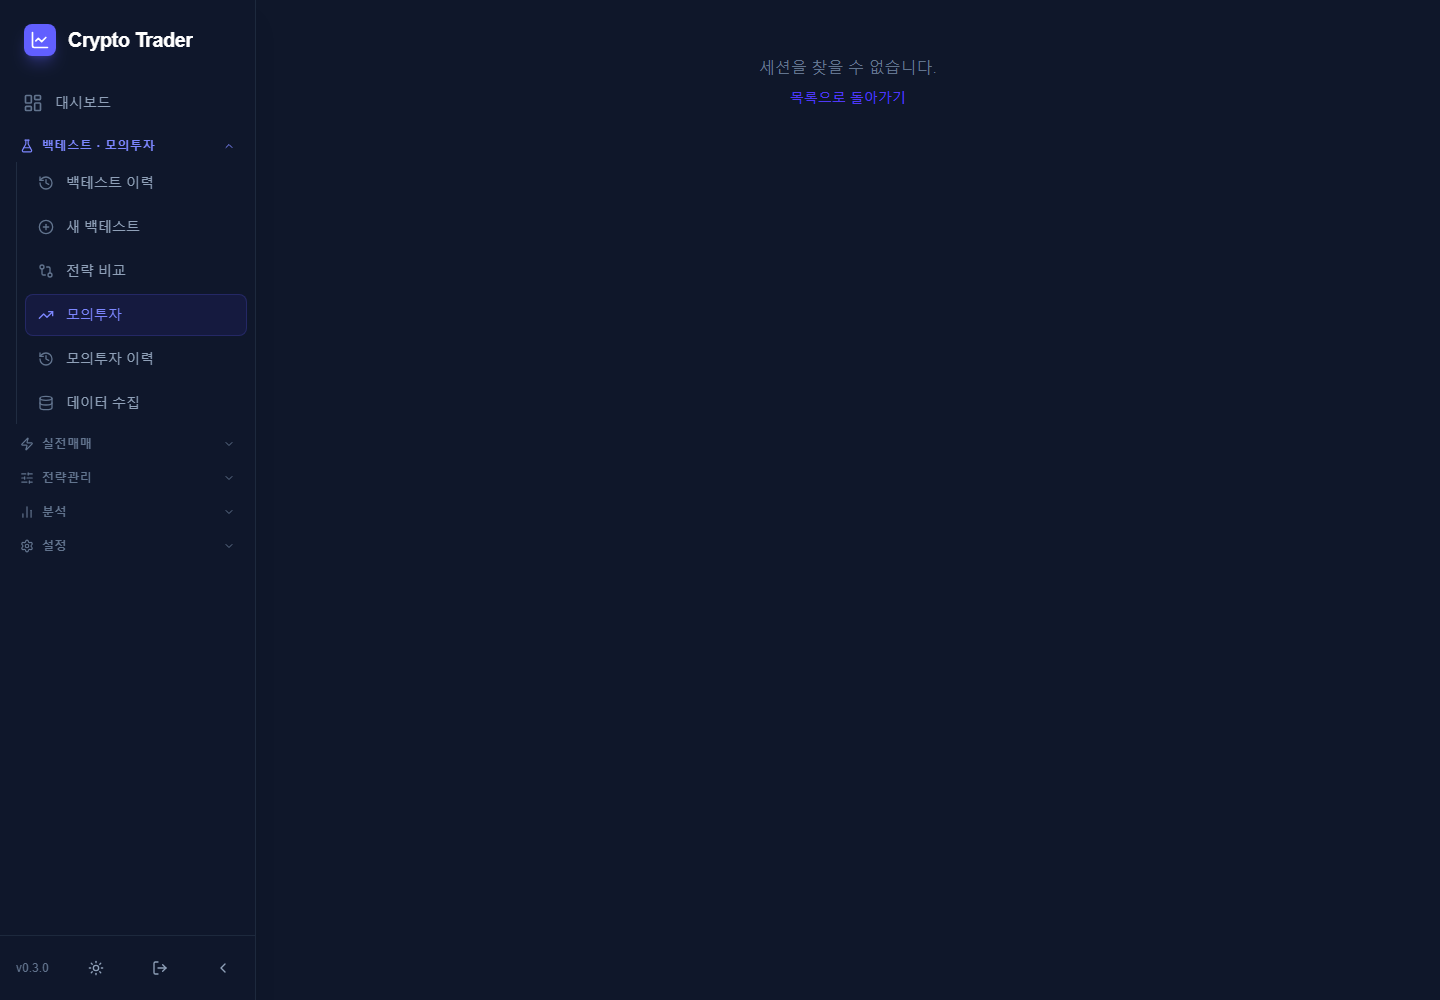 Crypto Trader
대시보드
백테스트 · 모의투자
백테스트 이력
새 백테스트
전략 비교
모의투자
모의투자 이력
데이터 수집
실전매매
전략관리
분석
설정
v0.3.0
세션을 찾을 수 없습니다.
목록으로 돌아가기